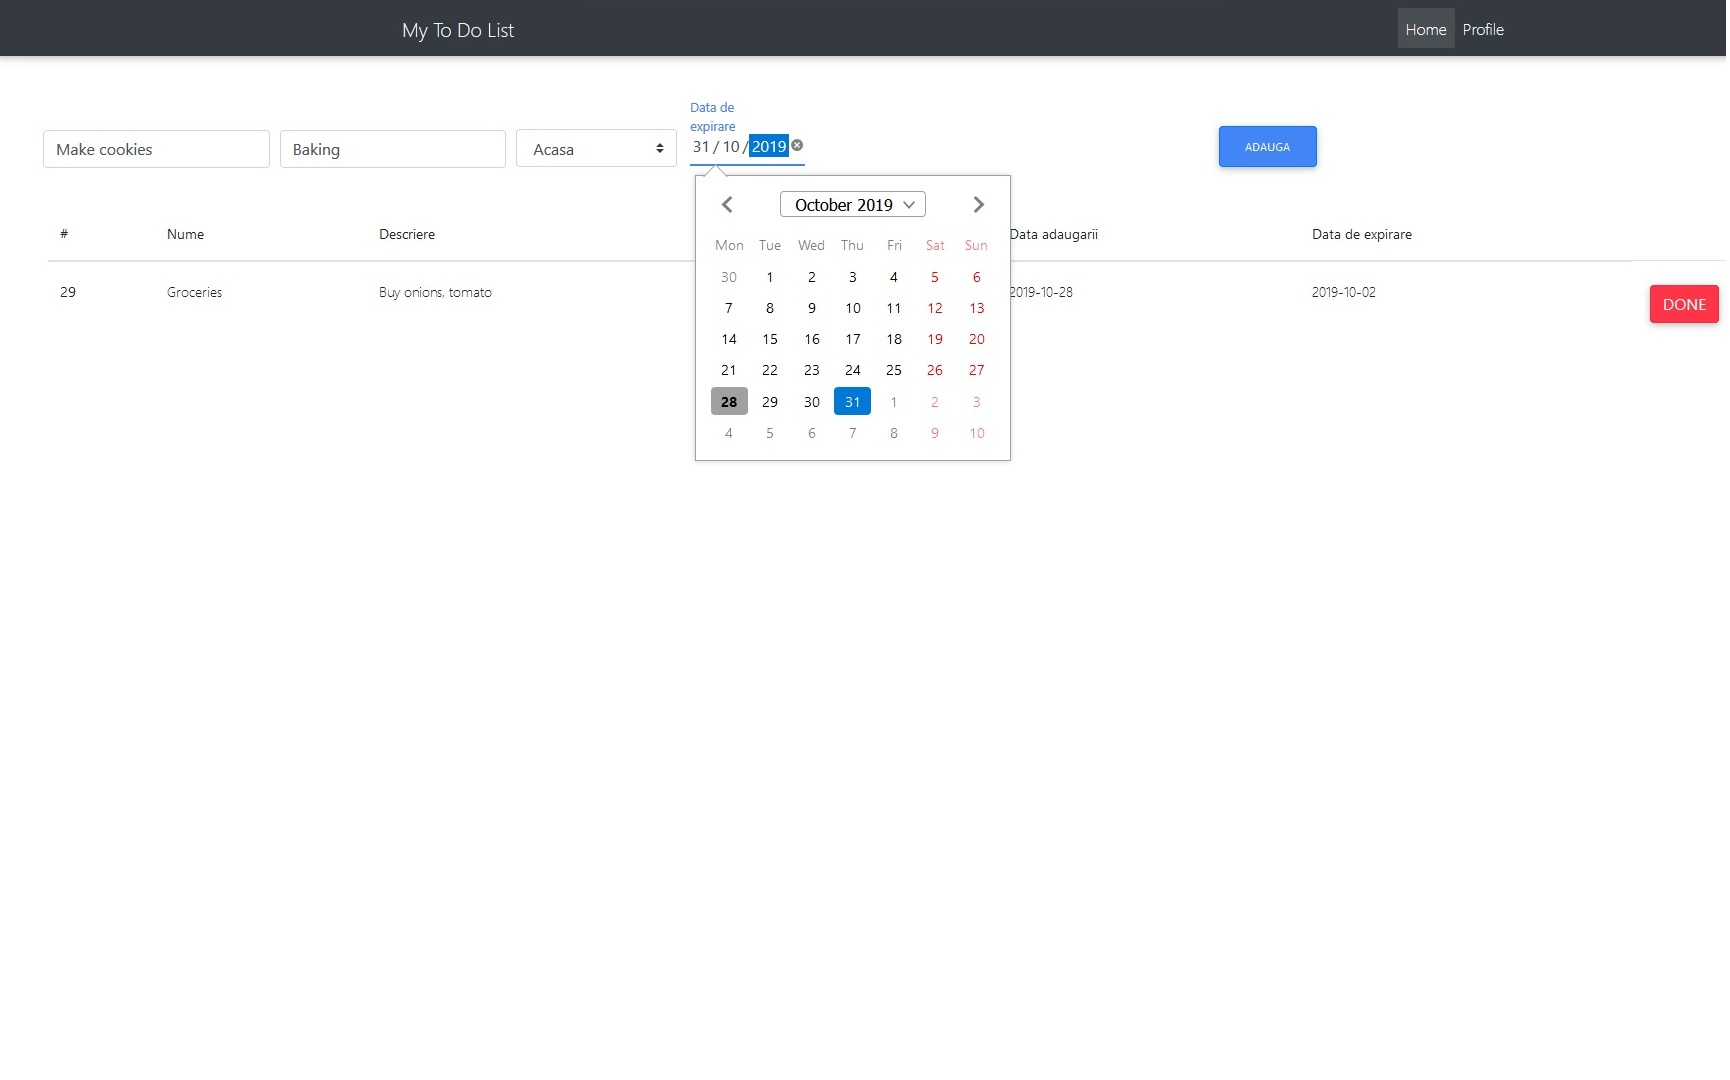 My To Do List Home Profile
Data de
expirare
Make cookies Baking Acasa 31 / 10 / 2019 ADAUGA
October 2019
# Nume Descriere Data adaugarii Data de expirare
Mon Tue Wed Thu Fri Sat Sun
30 1 2 3 4 5 6
29 Groceries Buy onions, tomato 2019-10-28 2019-10-02
DONE
7 8 9 10 11 12 13
14 15 16 17 18 19 20
21 22 23 24 25 26 27
28 29 30 31 1 2 3
4 5 6 7 8 9 10